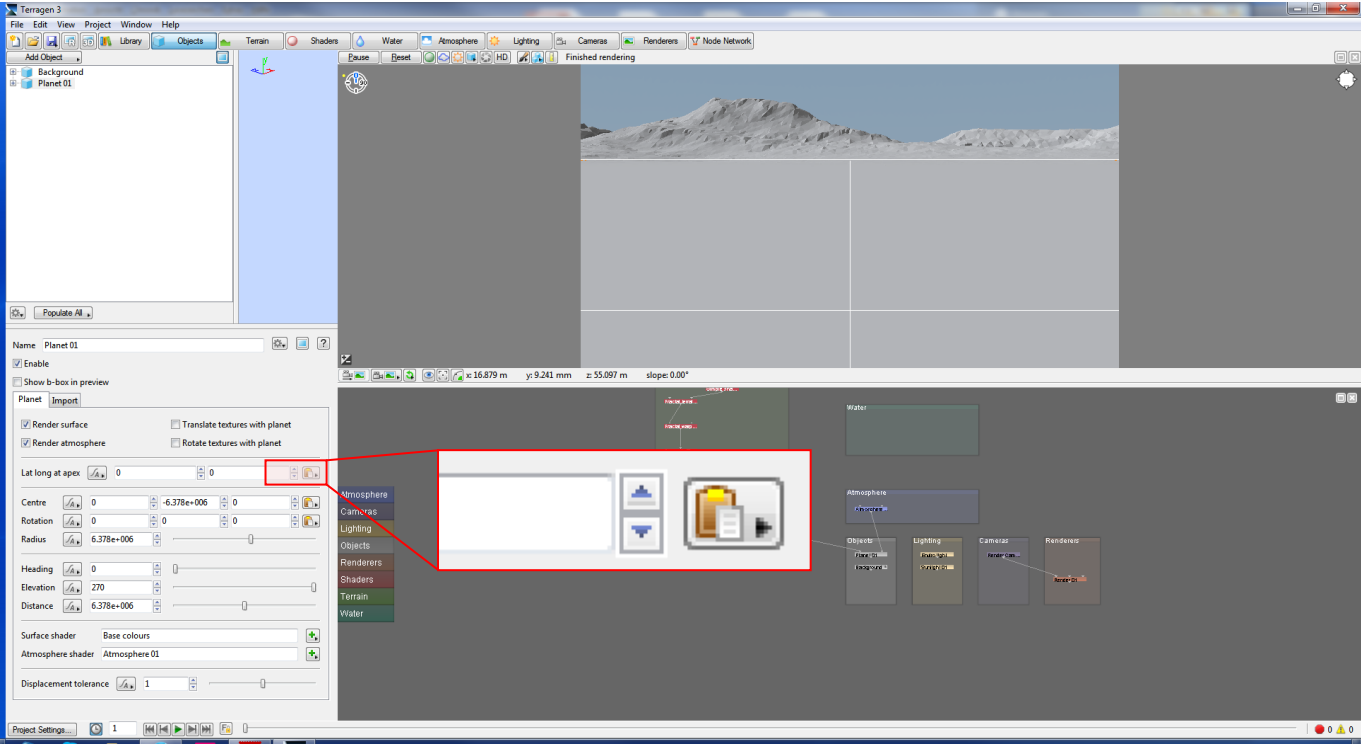 Terragen 3
File Edit View Project Window Help
Library Objects Terrain Shaders Water Atmosphere Lighting Cameras Renderers Node Network
Add Object
Pause Reset HD Finished rendering
Background
Planet 01
Populate All
Name Planet 01
Enable
Show b-box in preview
x: 16.879 m y: 9.241 mm z: 55.097 m slope: 0.00°
Planet Import
Render surface Translate textures with planet
Render atmosphere Rotate textures with planet
Lat long at apex 0 0
Centre 0 -6.378e+006 0
Rotation 0 0 0
Radius 6.378e+006
Heading 0
Elevation 270
Distance 6.378e+006
Surface shader Base colours
Atmosphere shader Atmosphere 01
Displacement tolerance 1
Atmosphere
Cameras
Lighting
Objects
Renderers
Shaders
Terrain
Water
Water
Atmosphere
Objects Lighting Cameras Renderers
Planet 01
Background
Render Cam...
Project Settings... 1 0 0